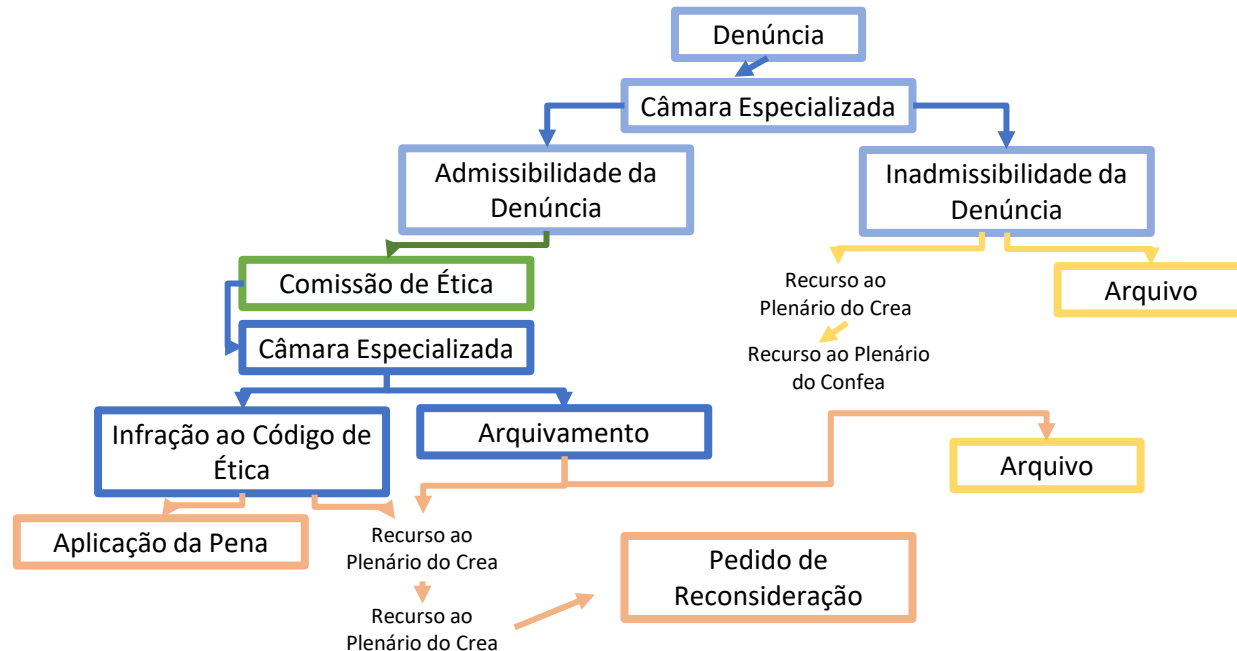 Denúncia
Câmara Especializada
Admissibilidade da
Denúncia
Inadmissibilidade da
Denúncia
Comissão de Ética
Recurso ao
Plenário do Crea
Arquivo
Câmara Especializada
Recurso ao Plenário
do Confea
Infração ao Código de
Ética
Arquivamento
Arquivo
Aplicação da Pena
Recurso ao
Plenário do Crea
Pedido de
Reconsideração
Recurso ao
Plenário do Crea